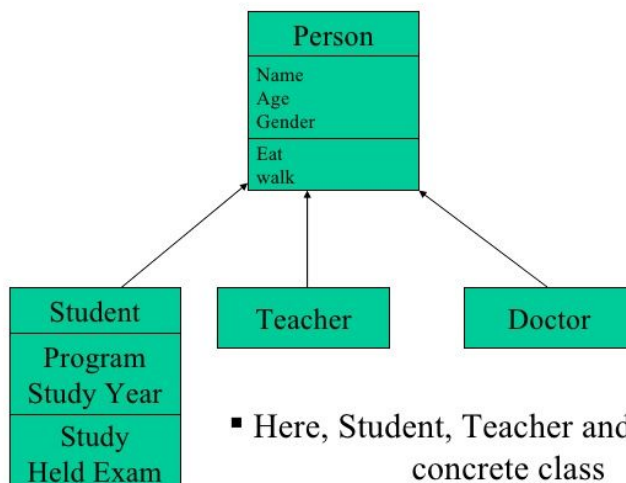 Person
Name
Age
Gender
Eat
walk
Student
Program
Study Year
Study
Held Exam
Teacher
Doctor
▪ Here, Student, Teacher and
concrete class